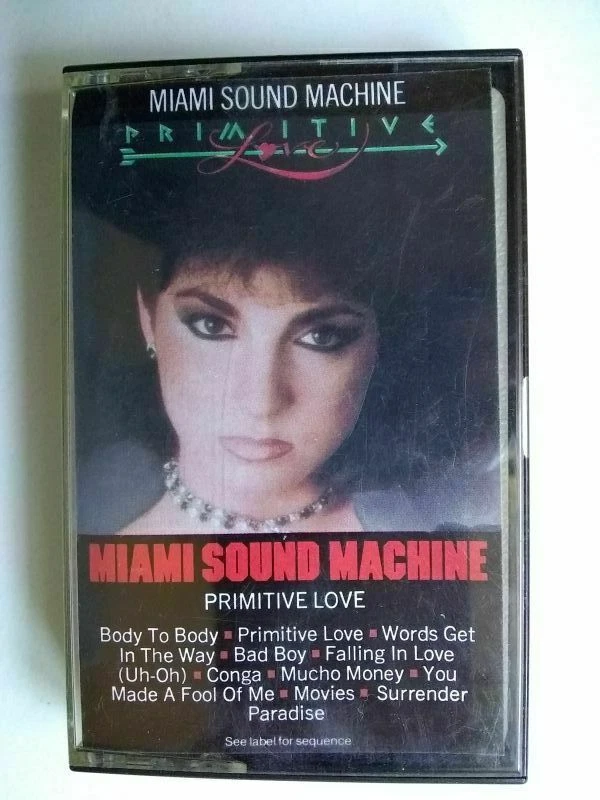 MIAMI SOUND MACHINE
PRIMITIVE
Love
MIAMI SOUND MACHINE
PRIMITIVE LOVE
Body To Body ▪ Primitive Love ▪ Words Get
In The Way ▪ Bad Boy ▪ Falling In Love
(Uh-Oh) ▪ Conga ▪ Mucho Money ▪ You
Made A Fool Of Me ▪ Movies ▪ Surrender
Paradise
See label for sequence